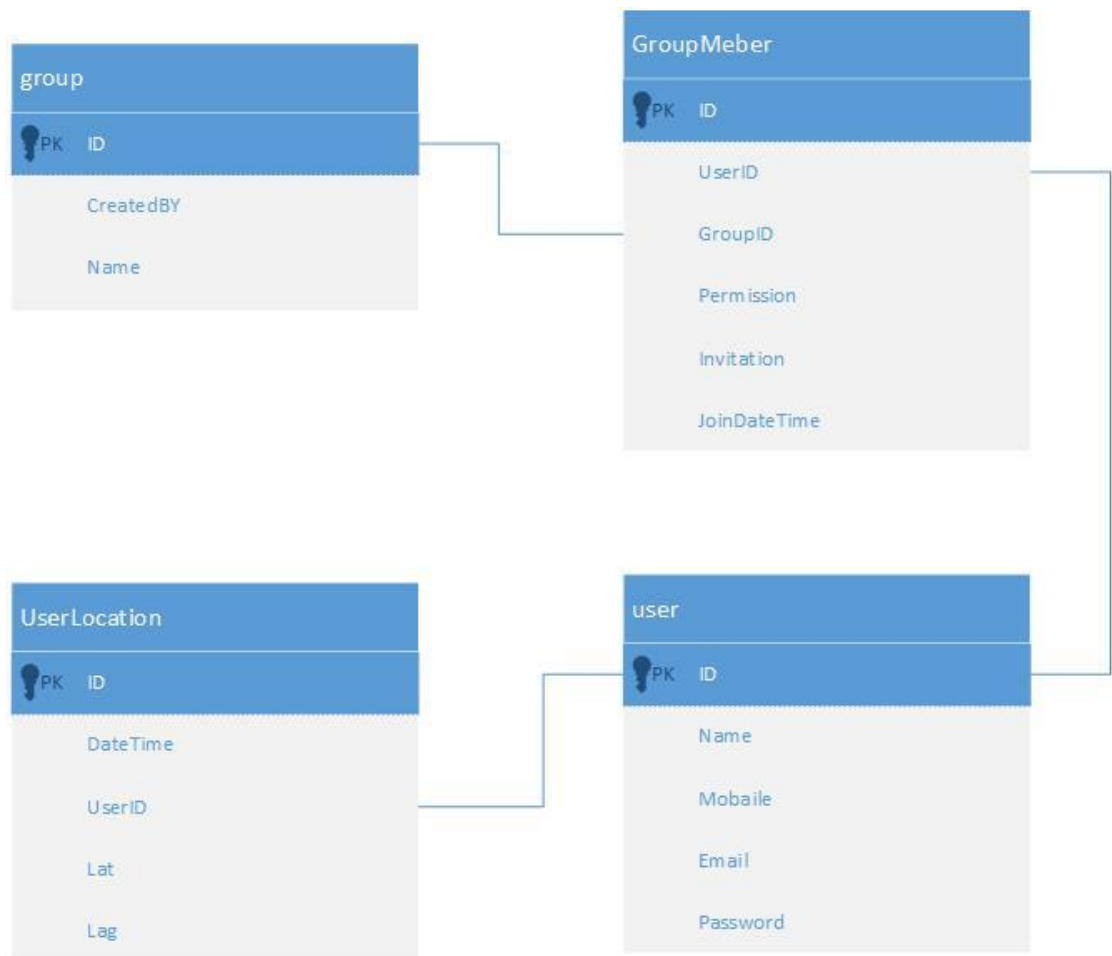 group
PK ID
CreatedBY
Name
GroupMeber
PK ID
UserID
GroupID
Permission
Invitation
JoinDateTime
UserLocation
PK ID
DateTime
UserID
Lat
Lag
user
PK ID
Name
Mobaile
Email
Password